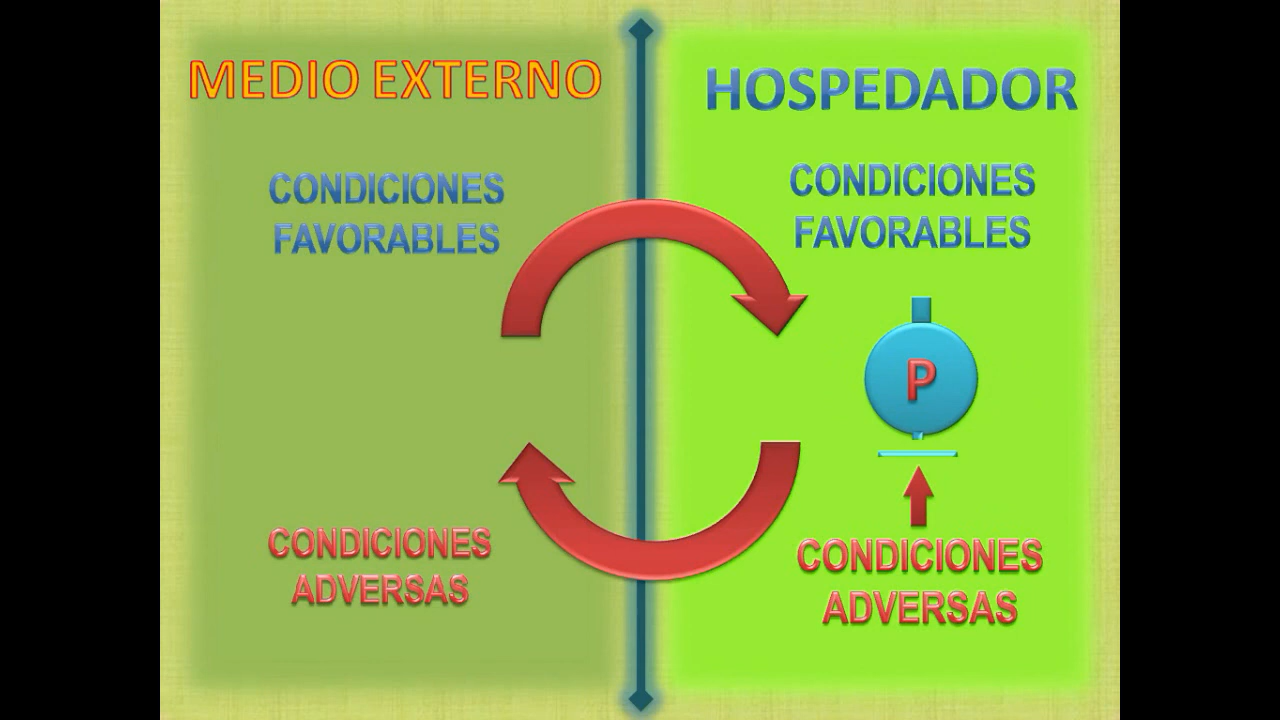 MEDIO EXTERNO
CONDICIONES
FAVORABLES
CONDICIONES
ADVERSAS
HOSPEDADOR
CONDICIONES
FAVORABLES
P
CONDICIONES
ADVERSAS